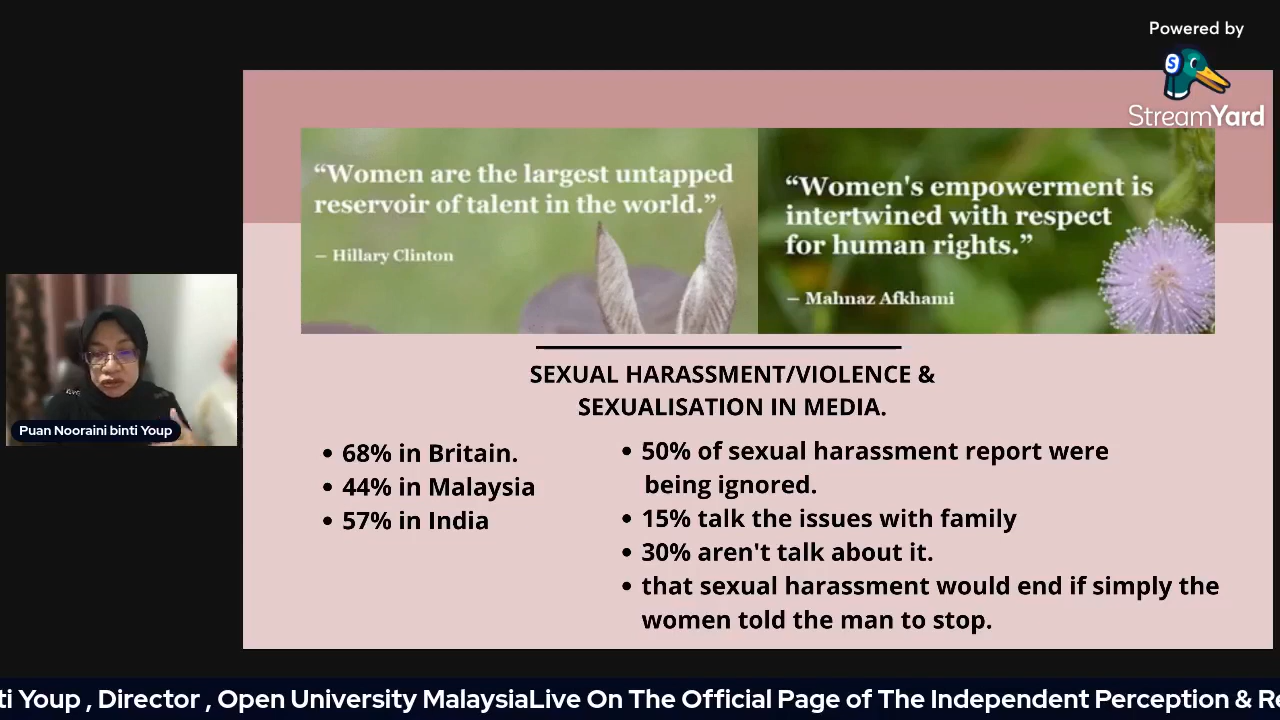 Powered by
StreamYard
“Women are the largest untapped
reservoir of talent in the world.”
— Hillary Clinton
“Women's empowerment is
intertwined with respect
for human rights.”
— Mahnaz Afkhami
SEXUAL HARASSMENT/VIOLENCE &
SEXUALISATION IN MEDIA.
• 68% in Britain.
• 44% in Malaysia
• 57% in India
• 50% of sexual harassment report were
being ignored.
• 15% talk the issues with family
• 30% aren't talk about it.
• that sexual harassment would end if simply the
women told the man to stop.
Puan Nooraini binti Youp
ti Youp , Director , Open University MalaysiaLive On The Official Page of The Independent Perception & Re